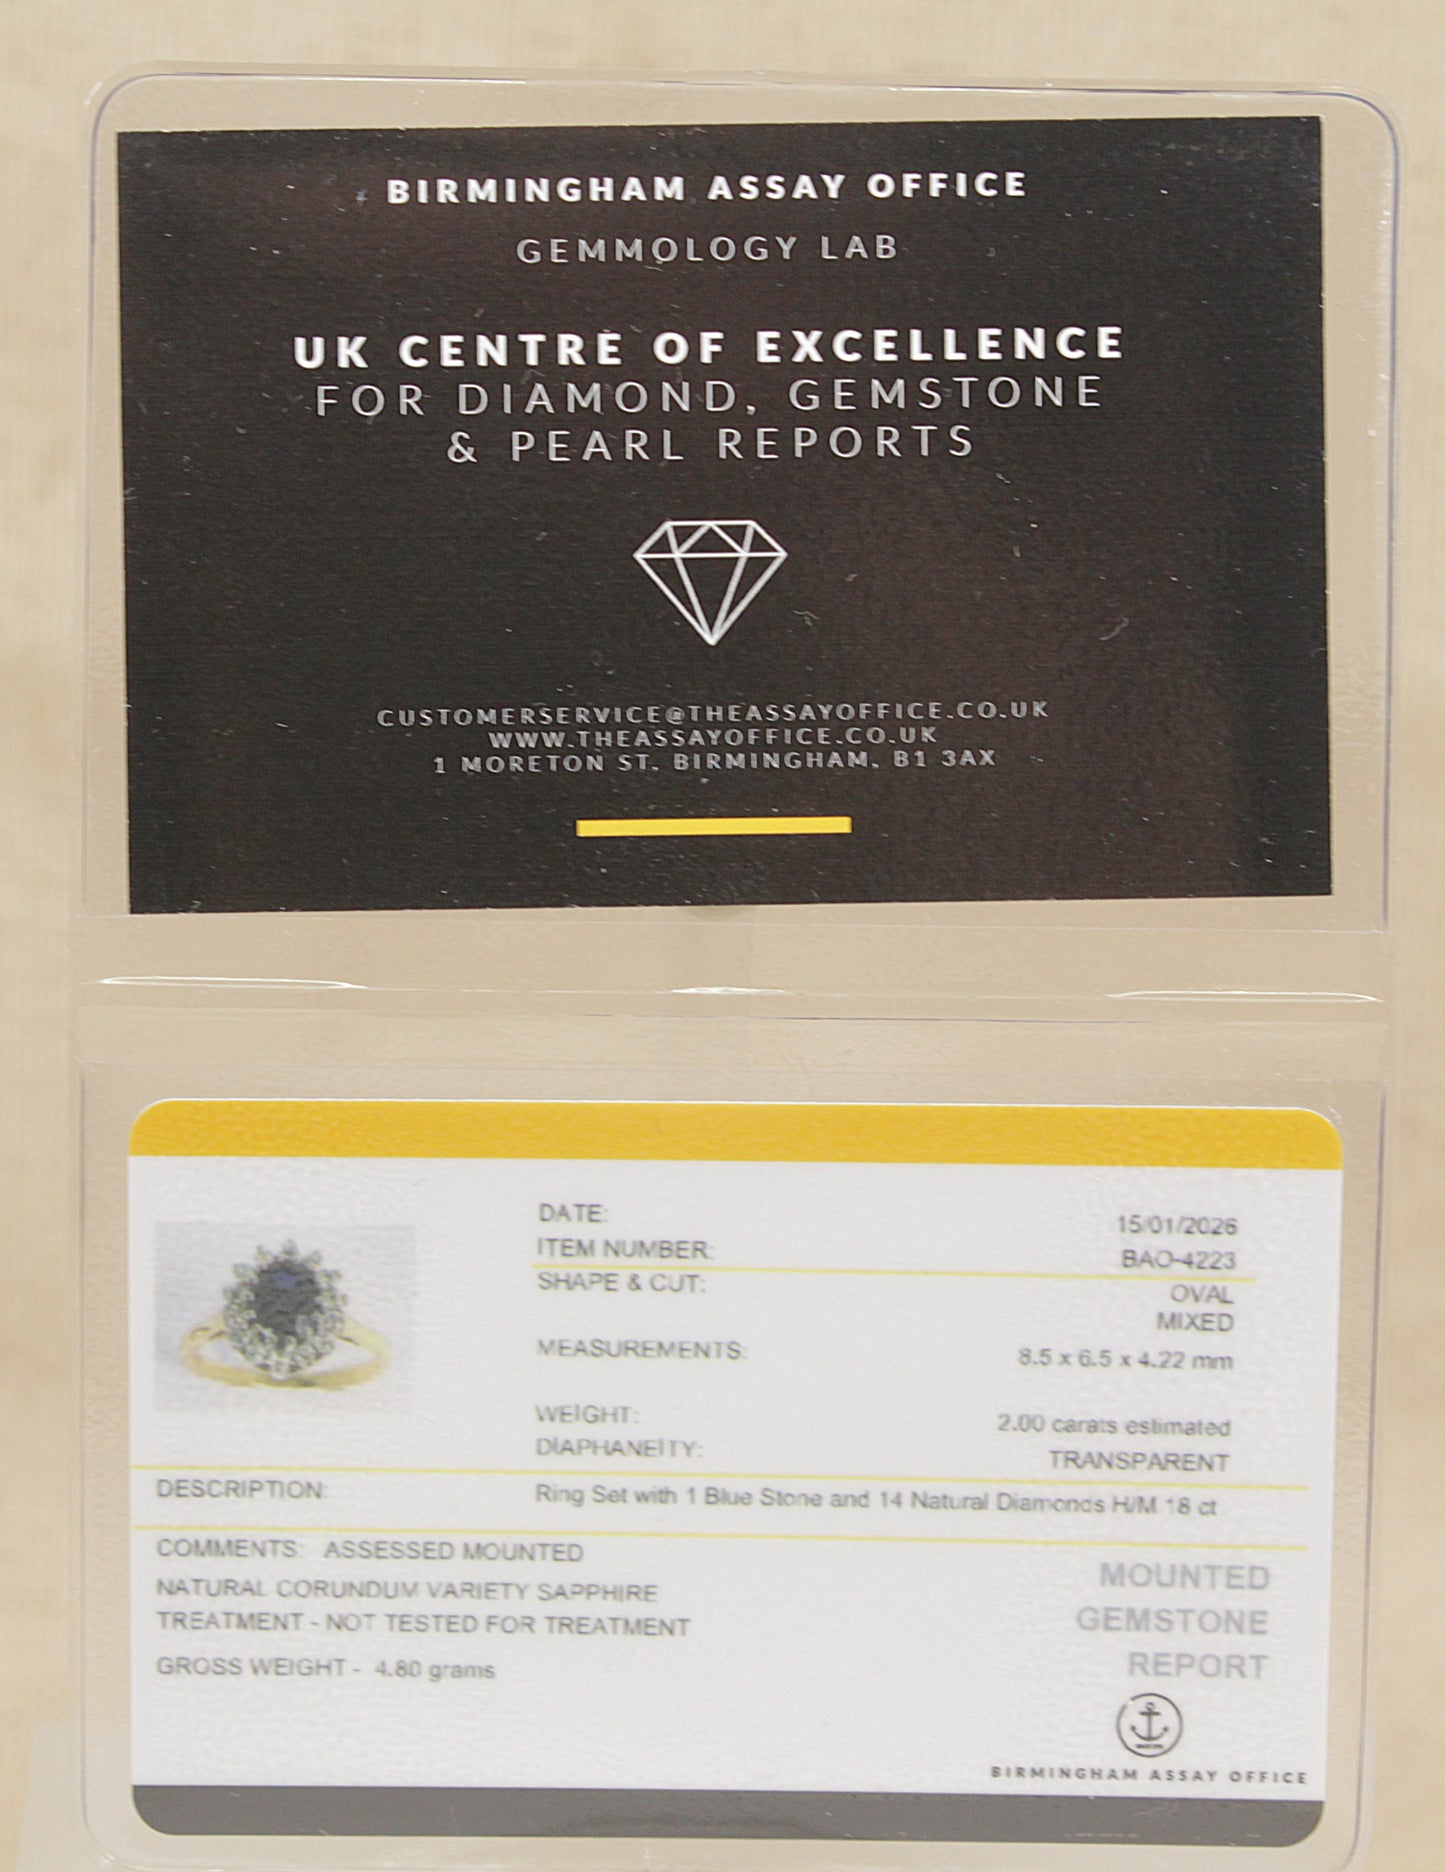 BIRMINGHAM ASSAY OFFICE
GEMMOLOGY LAB
UK CENTRE OF EXCELLENCE
FOR DIAMOND, GEMSTONE
& PEARL REPORTS
CUSTOMERSERVICE@THEASSAYOFFICE.CO.UK
WWW.THEASSAYOFFICE.CO.UK
1 MORETON ST. BIRMINGHAM. B1 3AX
DATE: 15/01/2026
ITEM NUMBER: BAO-4223
SHAPE & CUT: OVAL
MIXED
MEASUREMENTS: 8.5 x 6.5 x 4.22 mm
WEIGHT: 2.00 carats estimated
DIAPHANEITY: TRANSPARENT
DESCRIPTION: Ring Set with 1 Blue Stone and 14 Natural Diamonds H/M 18 ct
COMMENTS: ASSESSED MOUNTED
NATURAL CORUNDUM VARIETY SAPPHIRE
TREATMENT - NOT TESTED FOR TREATMENT
GROSS WEIGHT - 4.80 grams
MOUNTED
GEMSTONE
REPORT
BIRMINGHAM ASSAY OFFICE